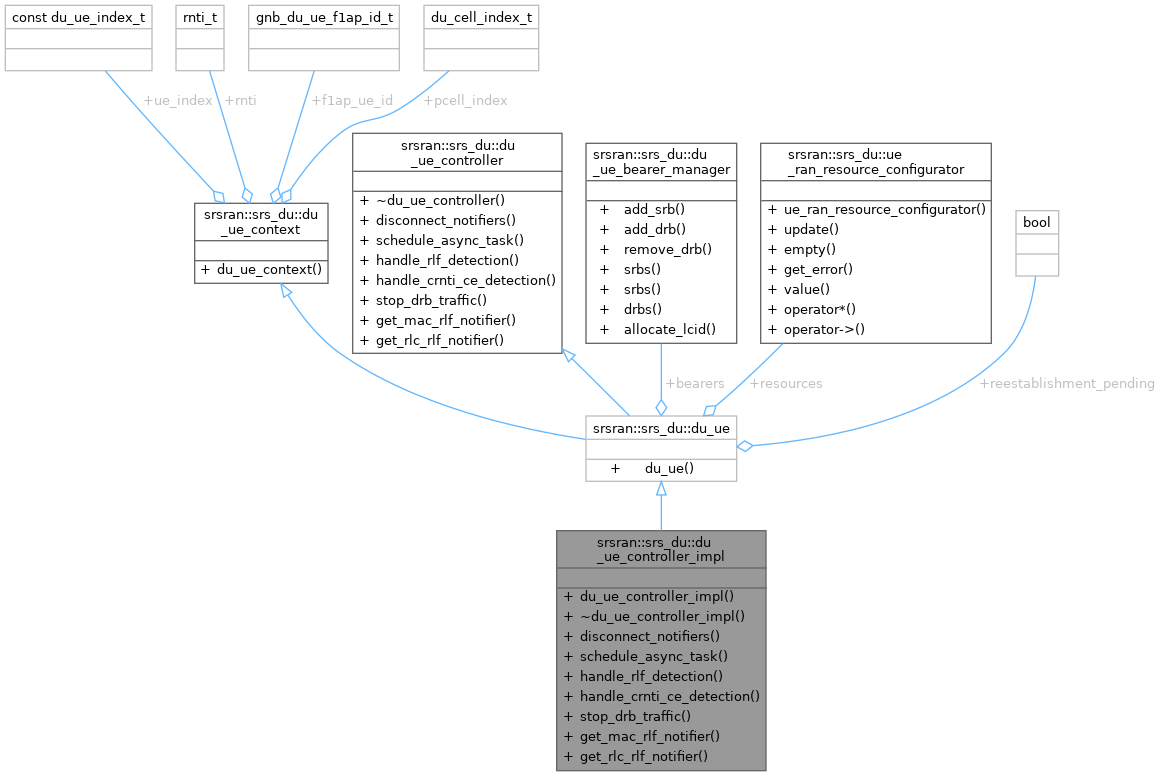 const du_ue_index_t
rnti_t
gnb_du_ue_f1ap_id_t
du_cell_index_t
+ue_index
+rnti
+f1ap_ue_id
+pcell_index
srsran::srs_du::du
_ue_context
+ du_ue_context()
srsran::srs_du::du
_ue_controller
+ ~du_ue_controller()
+ disconnect_notifiers()
+ schedule_async_task()
+ handle_rlf_detection()
+ handle_crnti_ce_detection()
+ stop_drb_traffic()
+ get_mac_rlf_notifier()
+ get_rlc_rlf_notifier()
srsran::srs_du::du
_ue_bearer_manager
+ add_srb()
+ add_drb()
+ remove_drb()
+ srbs()
+ srbs()
+ drbs()
+ allocate_lcid()
srsran::srs_du::ue
_ran_resource_configurator
+ ue_ran_resource_configurator()
+ update()
+ empty()
+ get_error()
+ value()
+ operator*()
+ operator->()
bool
+bearers
+resources
+reestablishment_pending
srsran::srs_du::du_ue
+ du_ue()
srsran::srs_du::du
_ue_controller_impl
+ du_ue_controller_impl()
+ ~du_ue_controller_impl()
+ disconnect_notifiers()
+ schedule_async_task()
+ handle_rlf_detection()
+ handle_crnti_ce_detection()
+ stop_drb_traffic()
+ get_mac_rlf_notifier()
+ get_rlc_rlf_notifier()